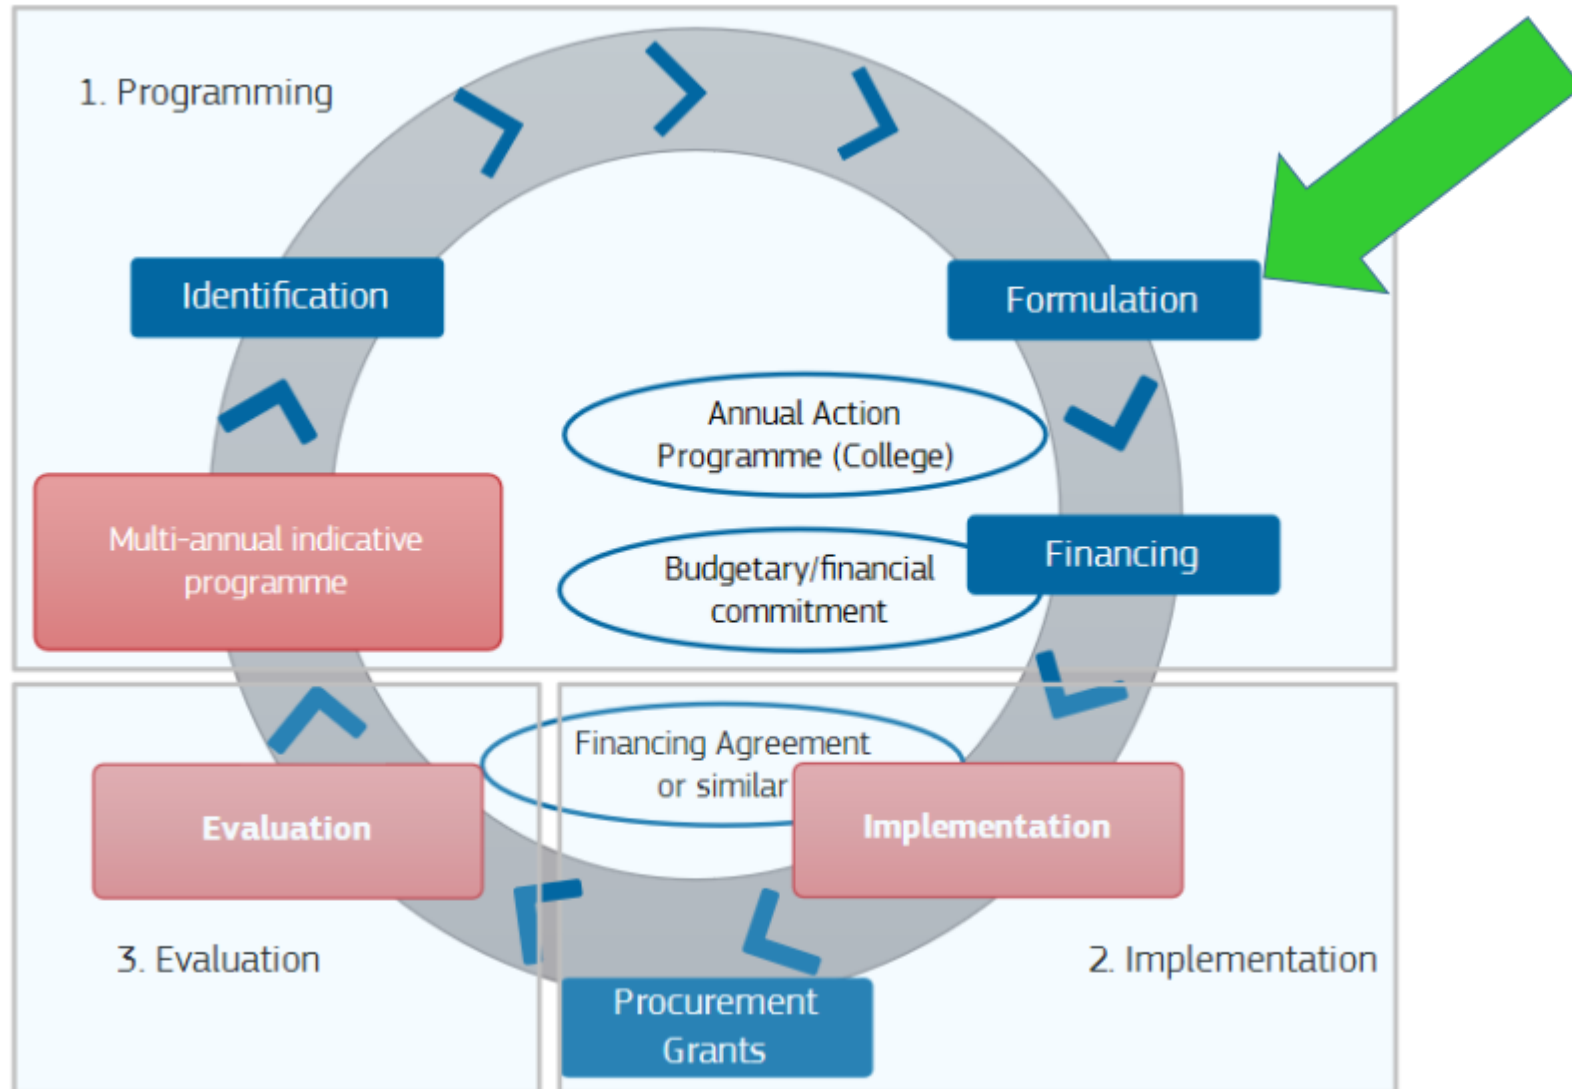 1. Programming
Identification
Formulation
Annual Action
Programme (College)
Multi-annual indicative
programme
Budgetary/financial
commitment
Financing
Financing Agreement
or similar
Evaluation
Implementation
3. Evaluation
2. Implementation
Procurement
Grants